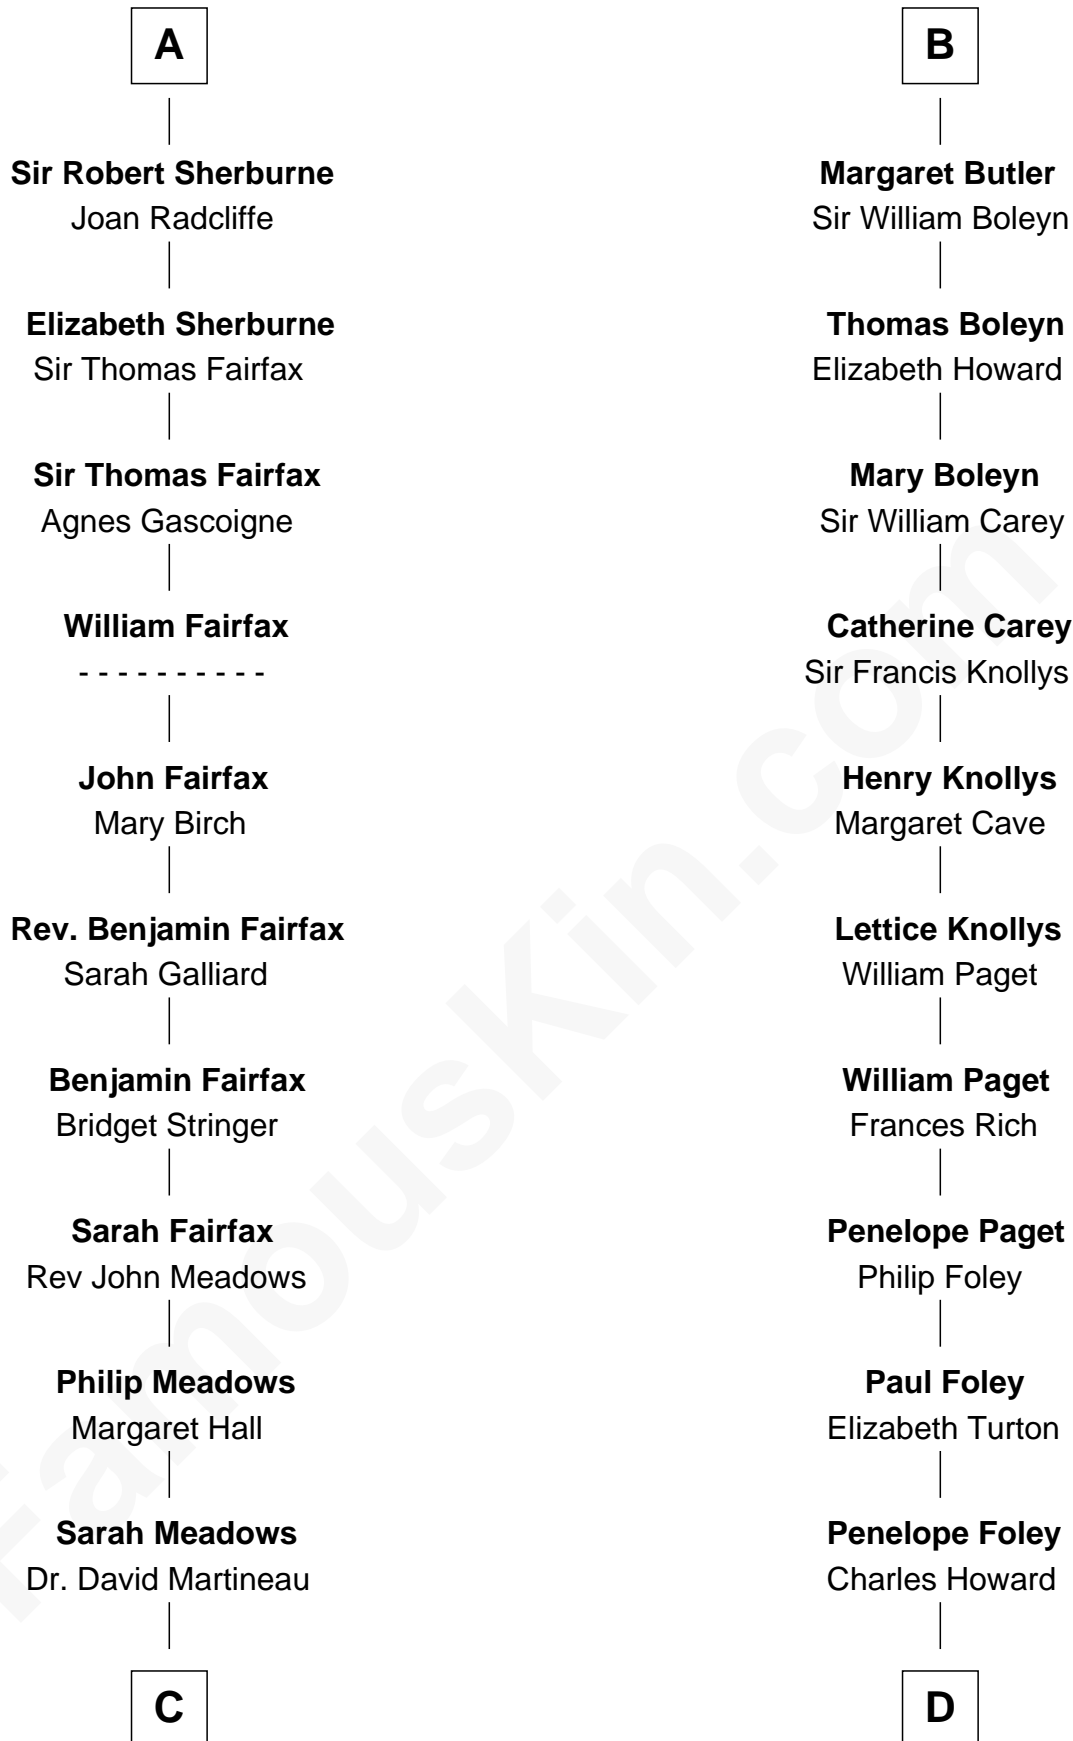 A
Sir Robert Sherburne
Joan Radcliffe
Elizabeth Sherburne
Sir Thomas Fairfax
Sir Thomas Fairfax
Agnes Gascoigne
William Fairfax
- - - - - - - - - -
John Fairfax
Mary Birch
Rev. Benjamin Fairfax
Sarah Galliard
Benjamin Fairfax
Bridget Stringer
Sarah Fairfax
Rev John Meadows
Philip Meadows
Margaret Hall
Sarah Meadows
Dr. David Martineau
C
B
Margaret Butler
Sir William Boleyn
Thomas Boleyn
Elizabeth Howard
Mary Boleyn
Sir William Carey
Catherine Carey
Sir Francis Knollys
Henry Knollys
Margaret Cave
Lettice Knollys
William Paget
William Paget
Frances Rich
Penelope Paget
Philip Foley
Paul Foley
Elizabeth Turton
Penelope Foley
Charles Howard
D
FamousKin.com